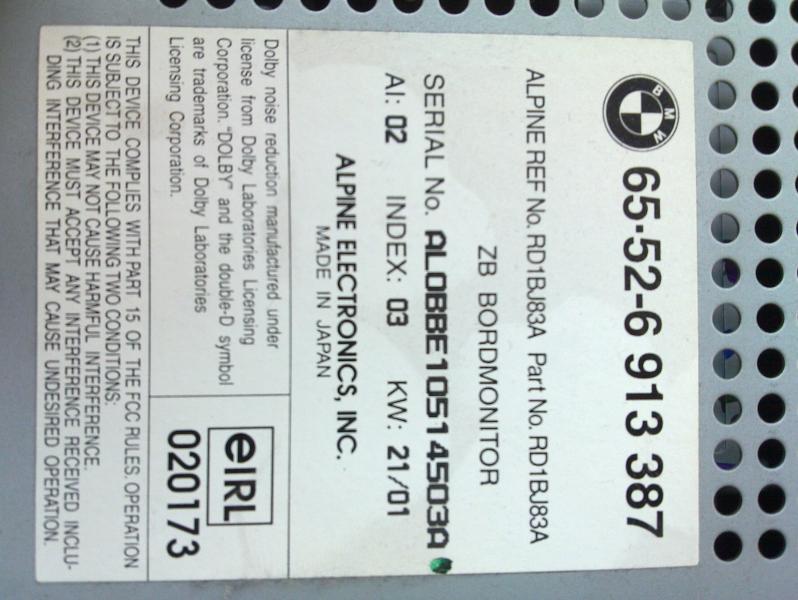 BMW
65·52-6 913 387
ALPINE REF No. RD1BJ83A Part No. RD1BJ83A
ZB BORDMONITOR
SERIAL No. ALOBBE10514503A
AI: 02 INDEX: 03 KW: 21/01
ALPINE ELECTRONICS, INC.
MADE IN JAPAN
Dolby noise reduction manufactured under
license from Dolby Laboratories Licensing
Corporation. "DOLBY" and the double-D symbol
are trademarks of Dolby Laboratories
Licensing Corporation.
eIRL
020173
THIS DEVICE COMPLIES WITH PART 15 OF THE FCC RULES. OPERATION
IS SUBJECT TO THE FOLLOWING TWO CONDITIONS:
(1) THIS DEVICE MAY NOT CAUSE HARMFUL INTERFERENCE.
(2) THIS DEVICE MUST ACCEPT ANY INTERFERENCE RECEIVED INCLU-
DING INTERFERENCE THAT MAY CAUSE UNDESIRED OPERATION.